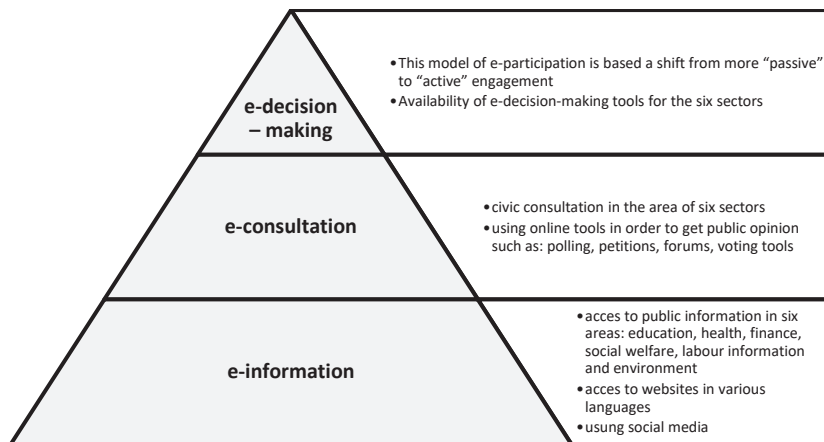 e-decision
– making
•This model of e-participation is based a shift from more “passive”
to “active” engagement
•Availability of e-decision-making tools for the six sectors
e-consultation
•civic consultation in the area of six sectors
•using online tools in order to get public opinion
such as: polling, petitions, forums, voting tools
e-information
•acces to public information in six
areas: education, health, finance,
social welfare, labour information
and environment
•acces to websites in various
languages
•usung social media